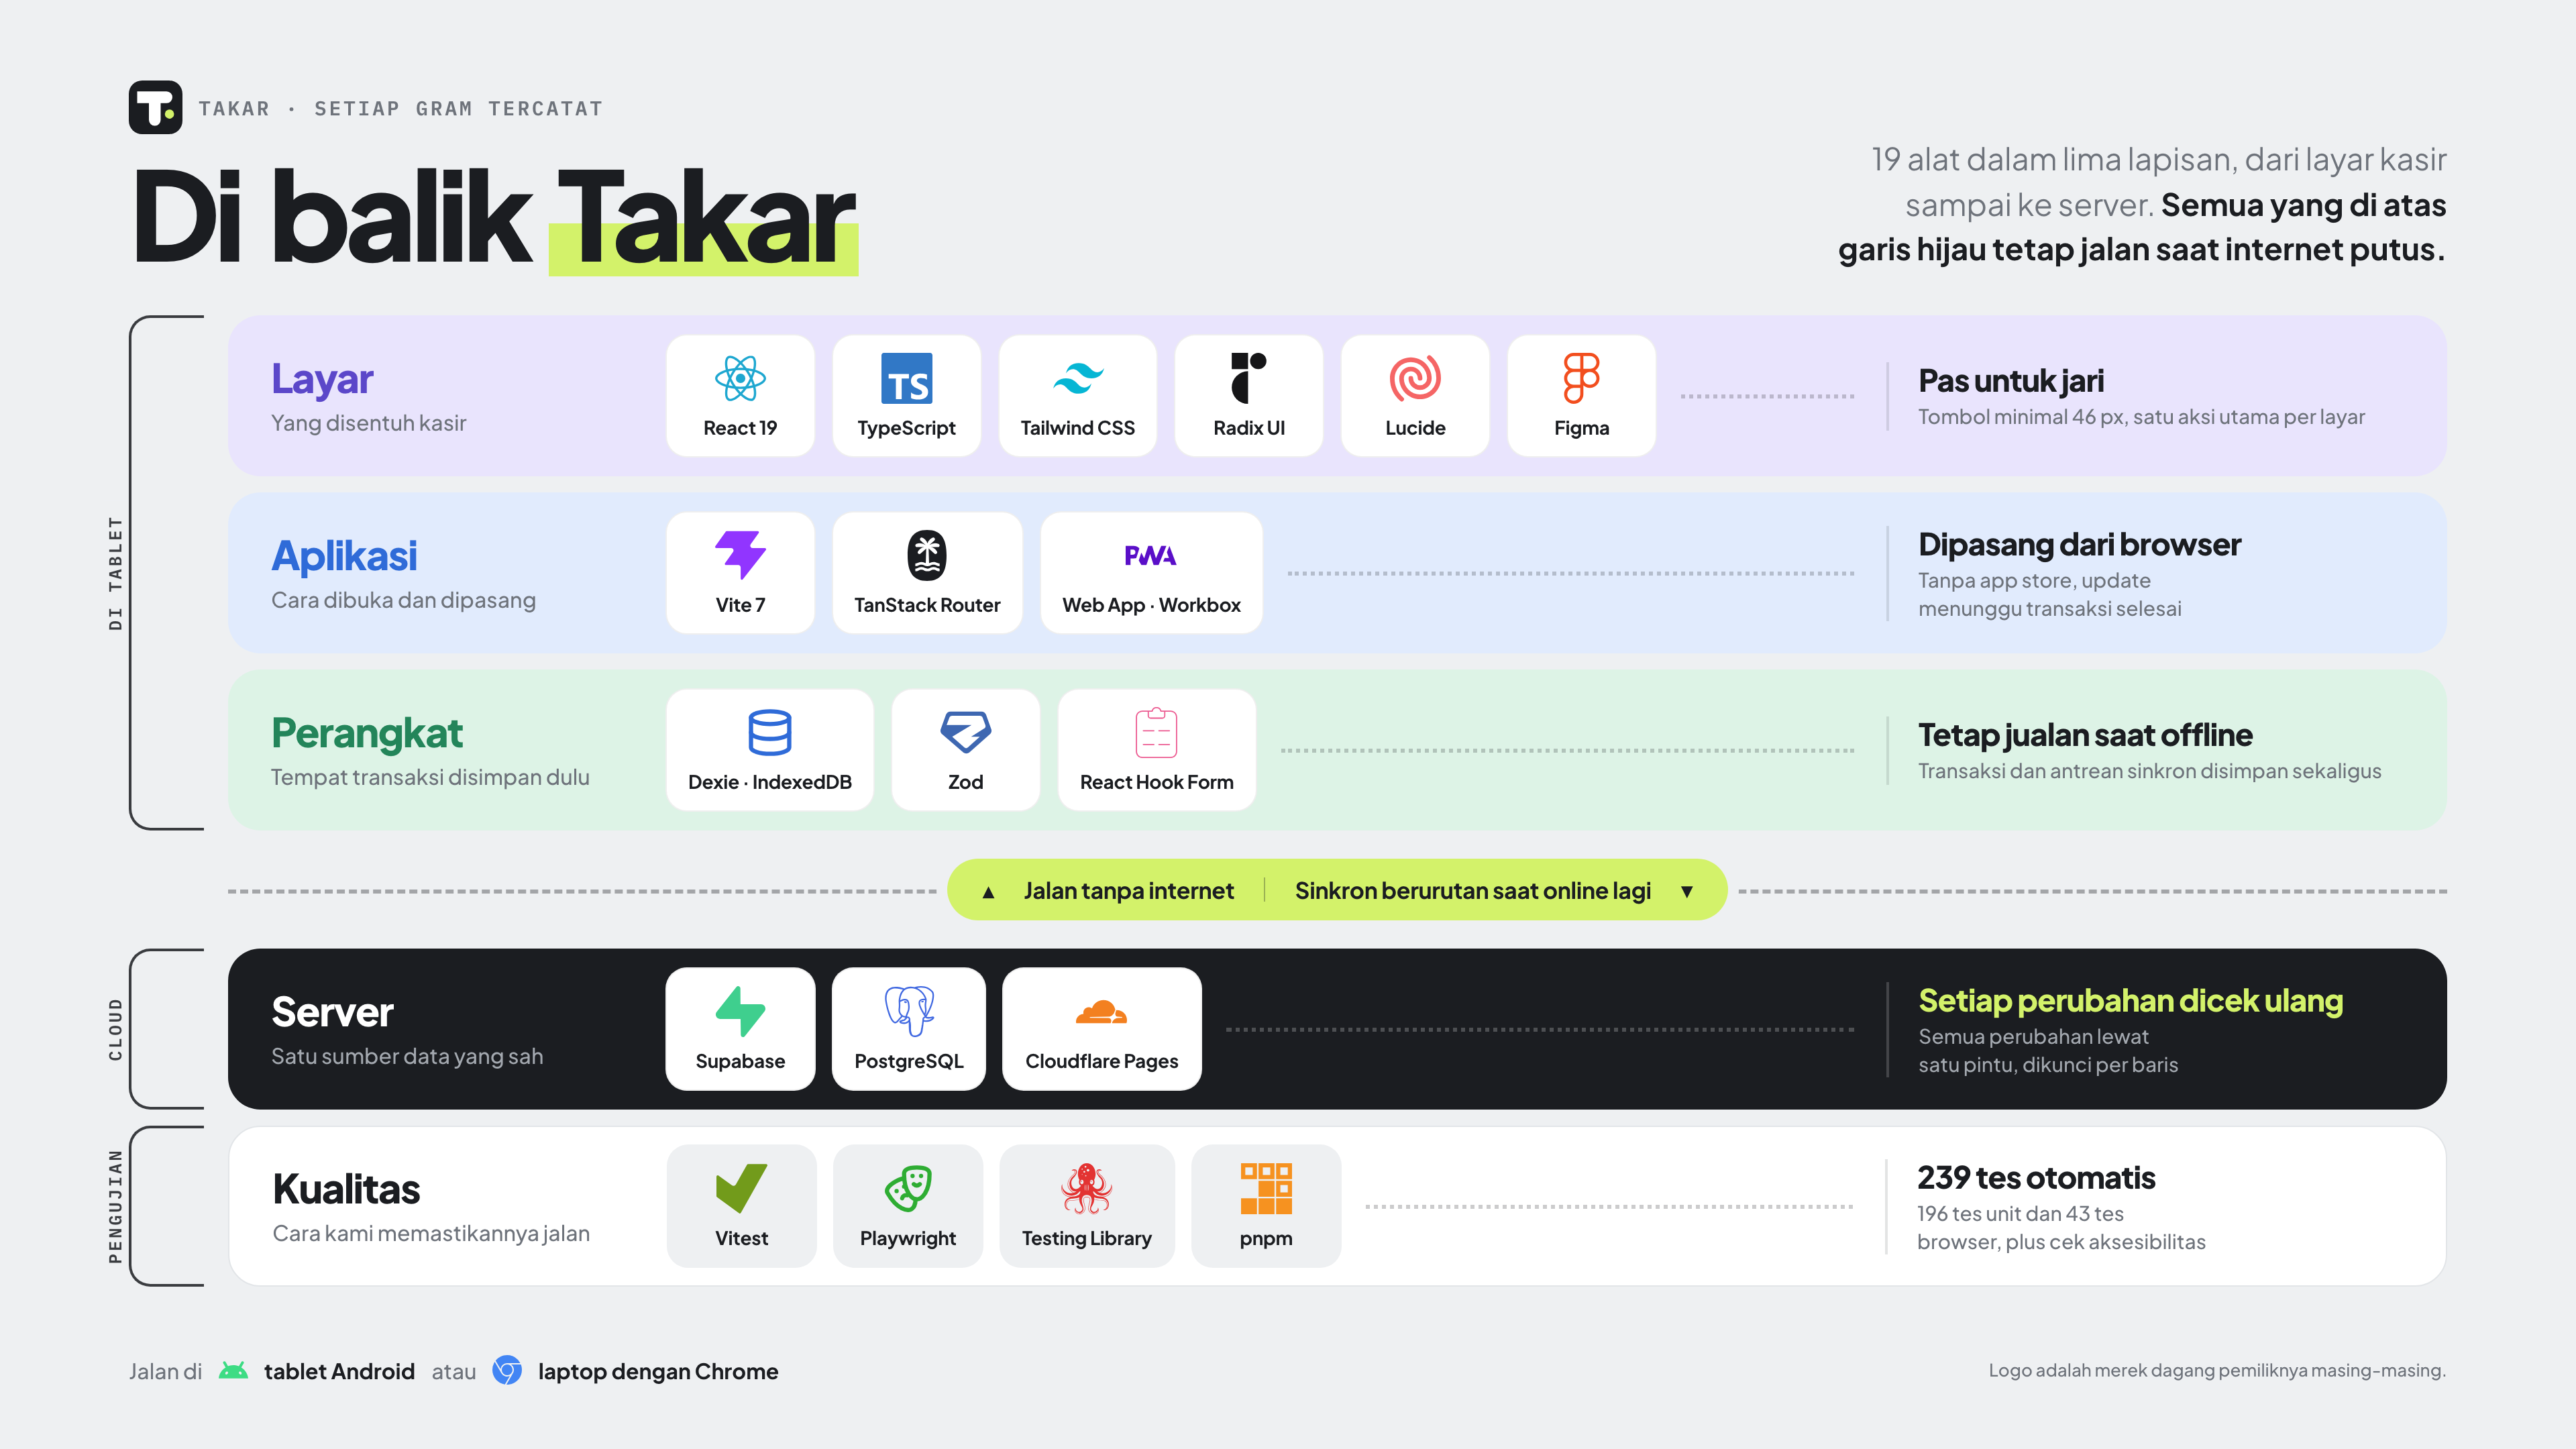 T.
TAKAR · SETIAP GRAM TERCATAT
Di balik Takar
19 alat dalam lima lapisan, dari layar kasir
sampai ke server. Semua yang di atas
garis hijau tetap jalan saat internet putus.
DI TABLET
Layar
Yang disentuh kasir
React 19
TS
TypeScript
Tailwind CSS
Radix UI
Lucide
Figma
Pas untuk jari
Tombol minimal 46 px, satu aksi utama per layar
Aplikasi
Cara dibuka dan dipasang
Vite 7
TanStack Router
PWA
Web App · Workbox
Dipasang dari browser
Tanpa app store, update
menunggu transaksi selesai
Perangkat
Tempat transaksi disimpan dulu
Dexie · IndexedDB
Zod
React Hook Form
Tetap jualan saat offline
Transaksi dan antrean sinkron disimpan sekaligus
▲ Jalan tanpa internet | Sinkron berurutan saat online lagi ▼
CLOUD
Server
Satu sumber data yang sah
Supabase
PostgreSQL
Cloudflare Pages
Setiap perubahan dicek ulang
Semua perubahan lewat
satu pintu, dikunci per baris
PENGUJIAN
Kualitas
Cara kami memastikannya jalan
Vitest
Playwright
Testing Library
pnpm
239 tes otomatis
196 tes unit dan 43 tes
browser, plus cek aksesibilitas
Jalan di tablet Android atau laptop dengan Chrome
Logo adalah merek dagang pemiliknya masing-masing.